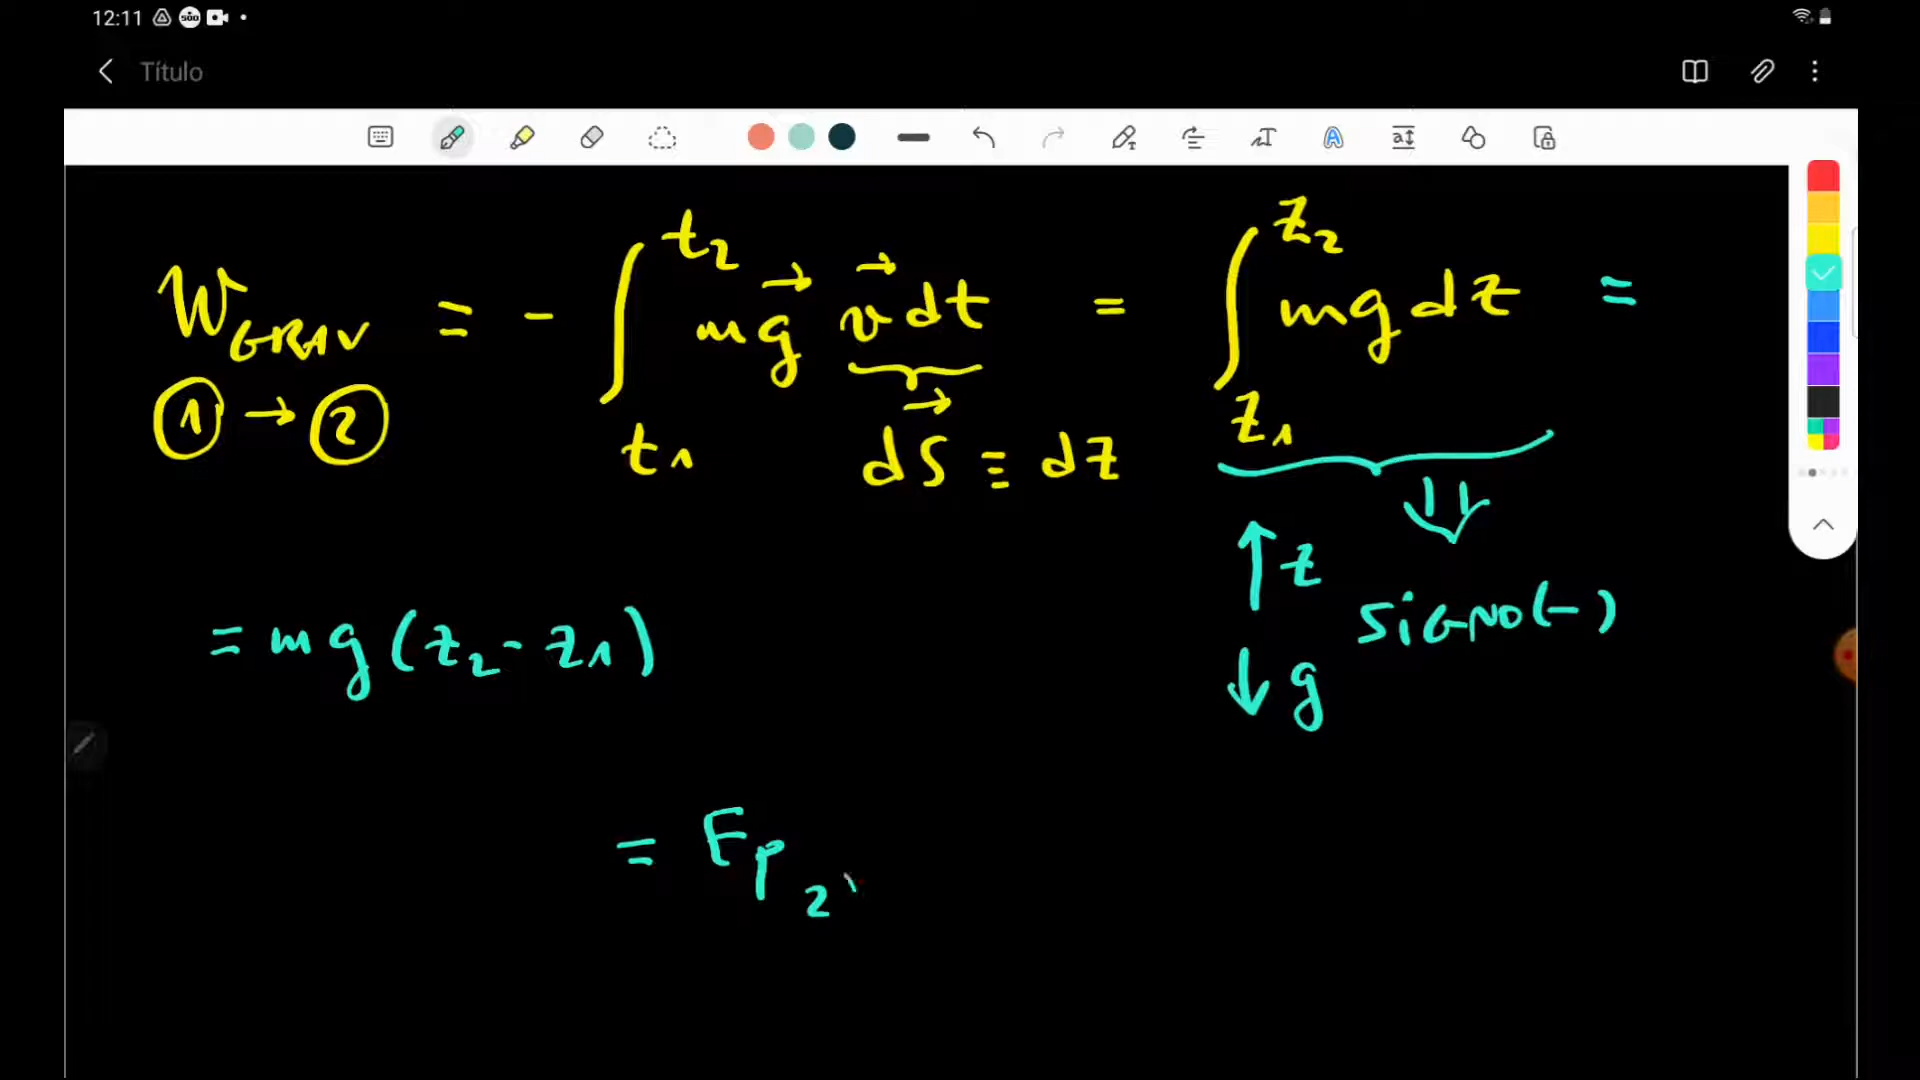 12:11
Título
W_GRAV = - ∫_{t1}^{t2} m g⃗ v⃗ dt = ∫_{z1}^{z2} mg dz =
① → ②
ds⃗ ≡ dz
↑ z
SIGNO(-)
= mg(z2 - z1)
↓ g
= Ep2